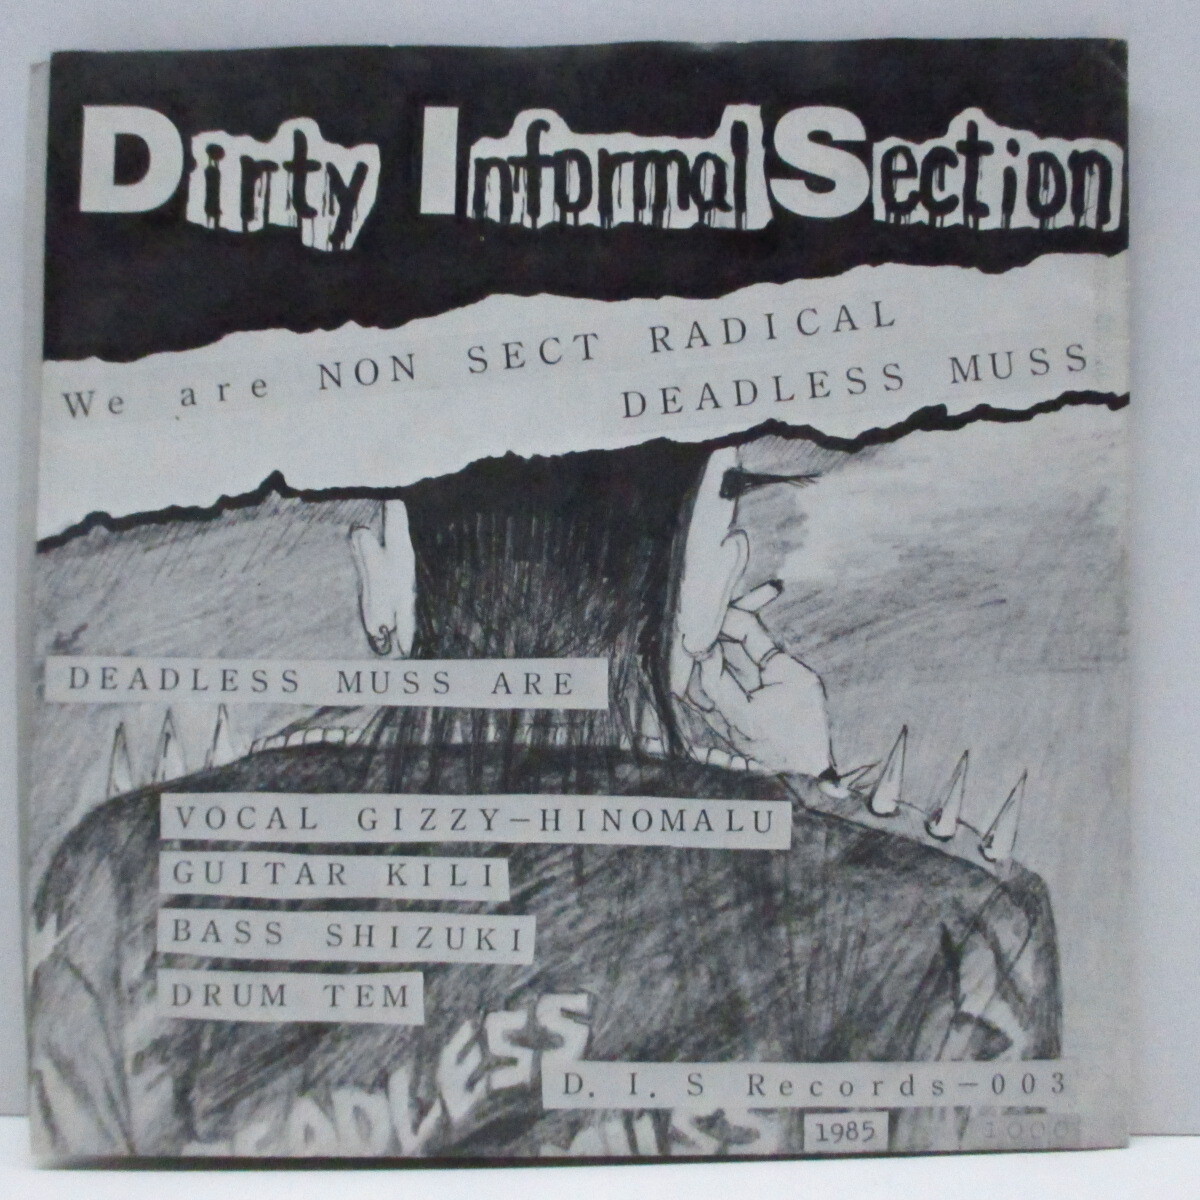 Dirty Informal Section
We are NON SECT RADICAL
DEADLESS MUSS
DEADLESS MUSS ARE
VOCAL GIZZY-HINOMALU
GUITAR KILI
BASS SHIZUKI
DRUM TEM
D. I. S Records-003
1985
1000